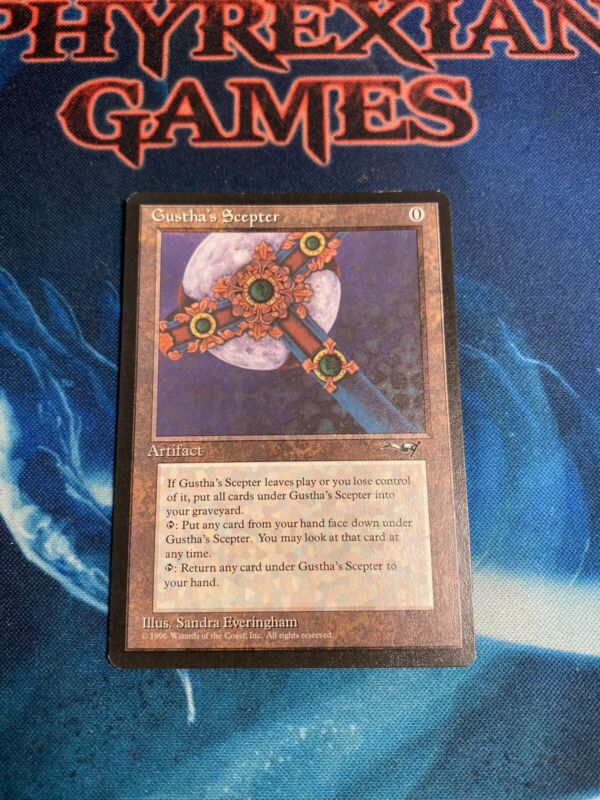 PHYREXIAN
GAMES
Gustha's Scepter 0
Artifact
If Gustha's Scepter leaves play or you lose control
of it, put all cards under Gustha's Scepter into
your graveyard.
: Put any card from your hand face down under
Gustha's Scepter. You may look at that card at
any time.
: Return any card under Gustha's Scepter to
your hand.
Illus. Sandra Everingham
© 1996 Wizards of the Coast, Inc. All rights reserved.